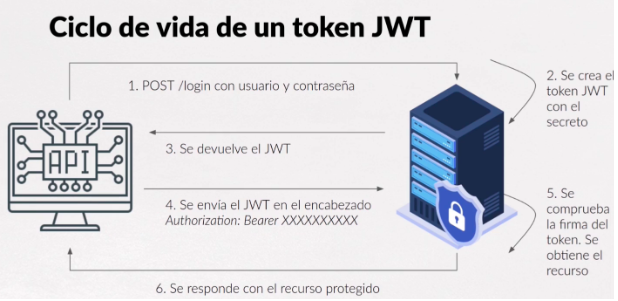 Ciclo de vida de un token JWT
1. POST /login con usuario y contraseña
2. Se crea el
token JWT
con el
secreto
3. Se devuelve el JWT
API
4. Se envía el JWT en el encabezado
Authorization: Bearer XXXXXXXXXX
5. Se
comprueba
la firma del
token. Se
obtiene el
recurso
6. Se responde con el recurso protegido